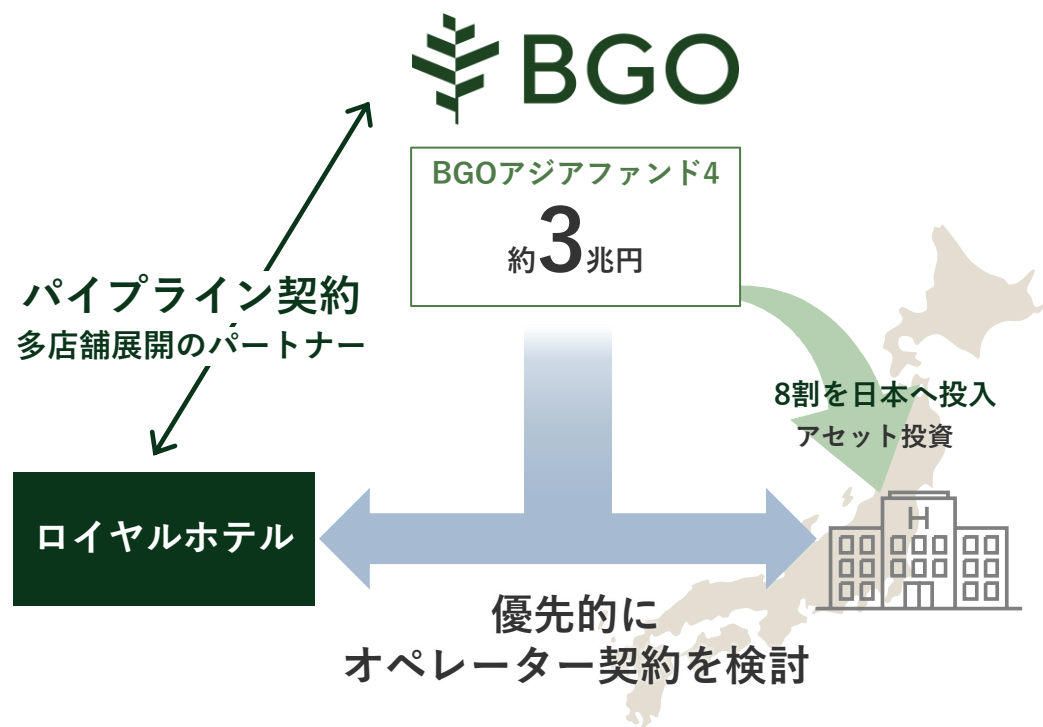 BGO
BGOアジアファンド4
約3兆円
パイプライン契約
多店舗展開のパートナー
8割を日本へ投入
アセット投資
ロイヤルホテル
H
優先的に
オペレーター契約を検討